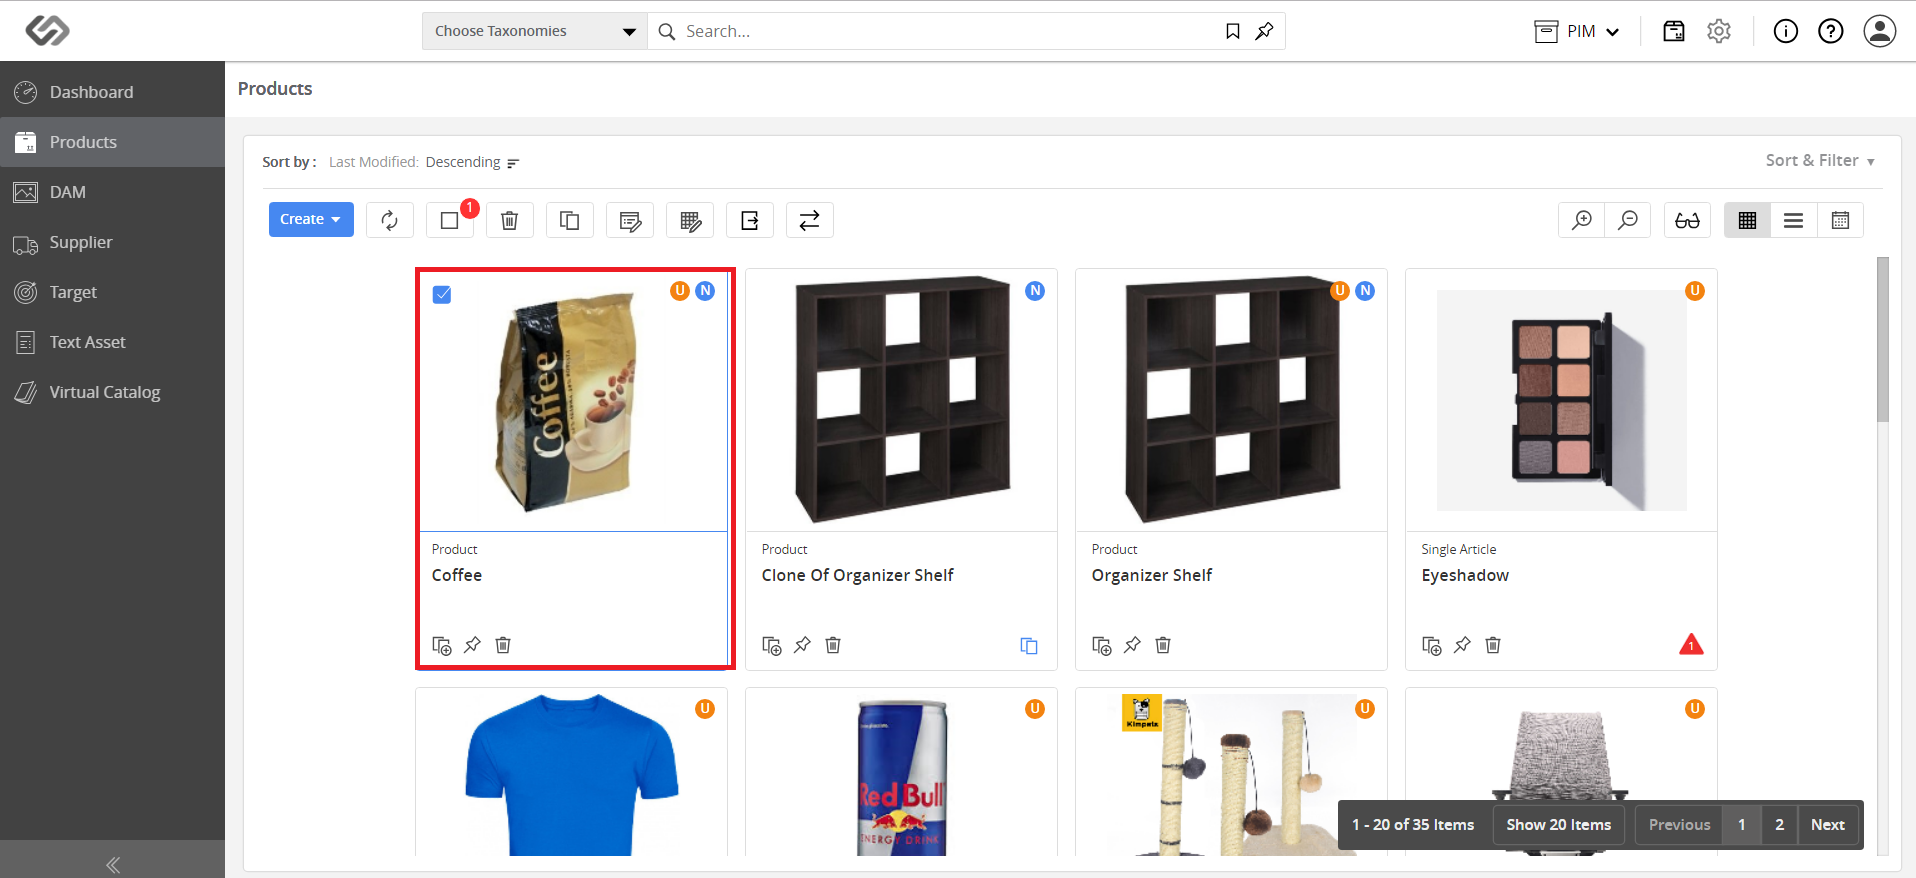 Choose Taxonomies
Search...
PIM
Dashboard
Products
DAM
Supplier
Target
Text Asset
Virtual Catalog
Products
Sort by : Last Modified: Descending
Sort & Filter
Create
1
U N
Coffee
Product
Coffee
N
Product
Clone Of Organizer Shelf
U N
Product
Organizer Shelf
U
Single Article
Eyeshadow
1
U
U
Red Bull
ENERGY DRINK
U
Kimpets
U
1 - 20 of 35 Items
Show 20 Items
Previous 1 2 Next